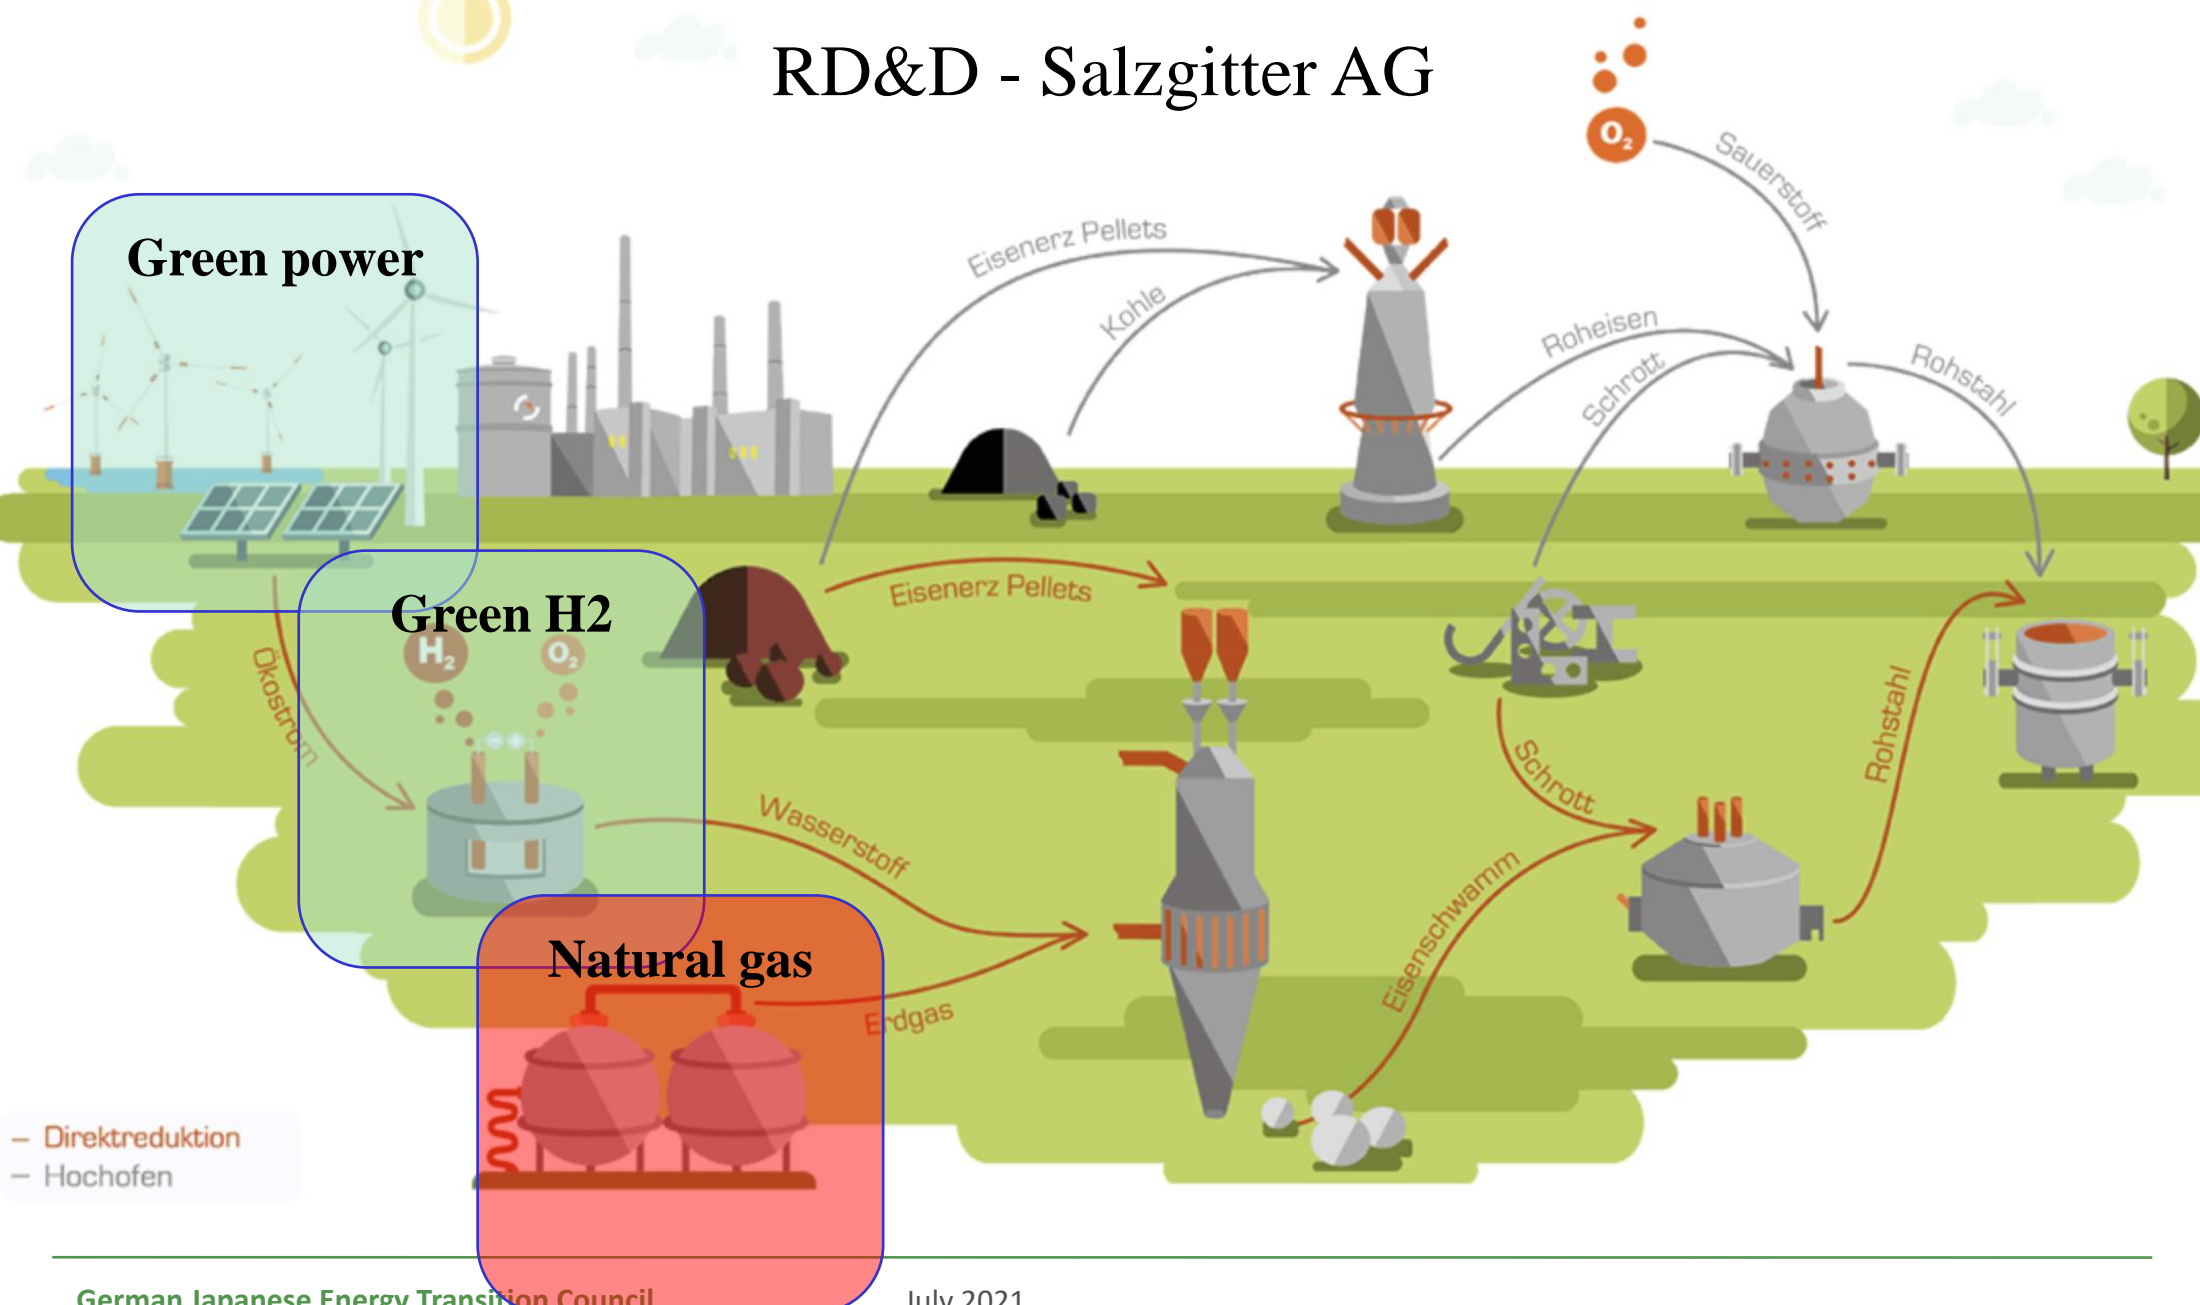 RD&D - Salzgitter AG
O₂
Sauerstoff
Green power
Eisenerz Pellets
Kohle
Roheisen
Schrott
Rohstahl
Eisenerz Pellets
Green H2
H₂
O₂
Ökostrom
Wasserstoff
Schrott
Rohstahl
Eisenschwamm
Natural gas
Erdgas
– Direktreduktion
– Hochofen
German Japanese Energy Transition Council
July 2021